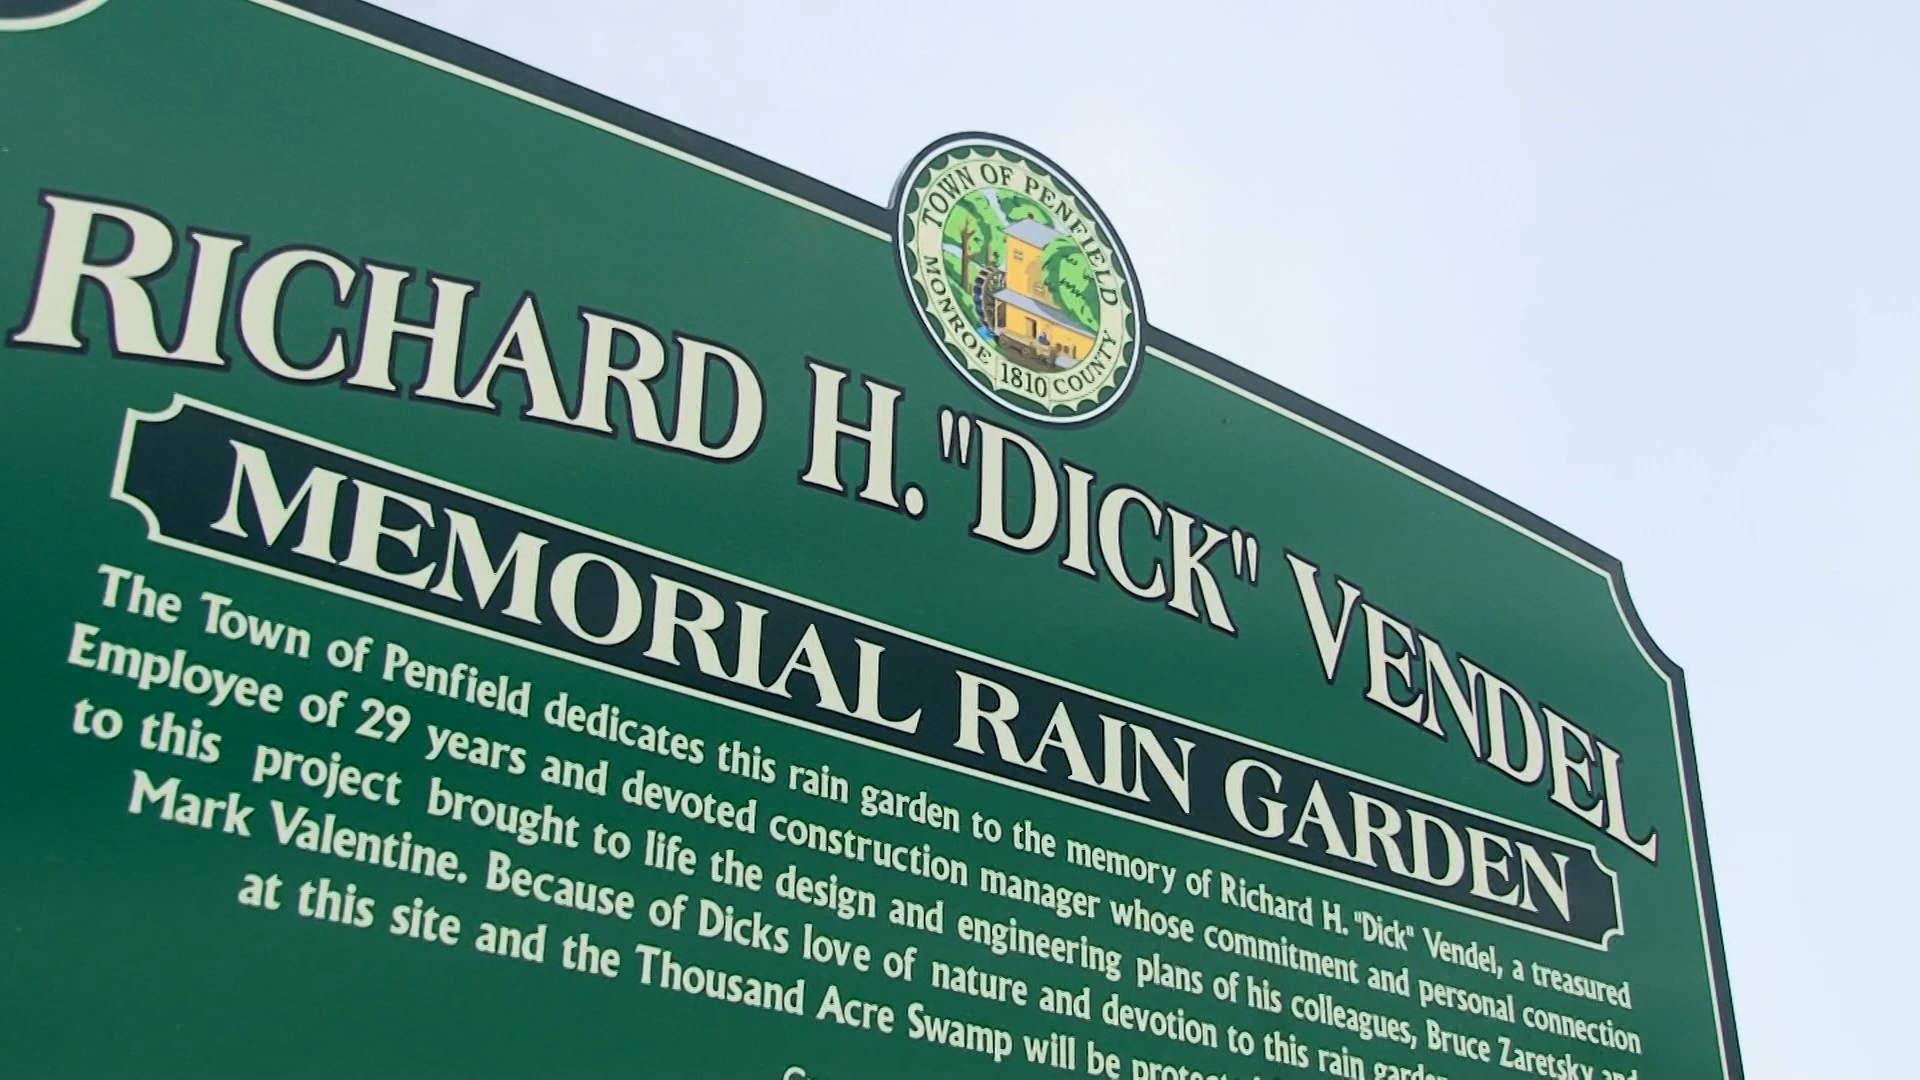 TOWN OF PENFIELD
MONROE COUNTY
1810
RICHARD H. "DICK" VENDEL
MEMORIAL RAIN GARDEN
The Town of Penfield dedicates this rain garden to the memory of Richard H. "Dick" Vendel, a treasured
Employee of 29 years and devoted construction manager whose commitment and personal connection
to this project brought to life the design and engineering plans of his colleagues, Bruce Zaretsky and
Mark Valentine. Because of Dicks love of nature and devotion to this rain
at this site and the Thousand Acre Swamp will be